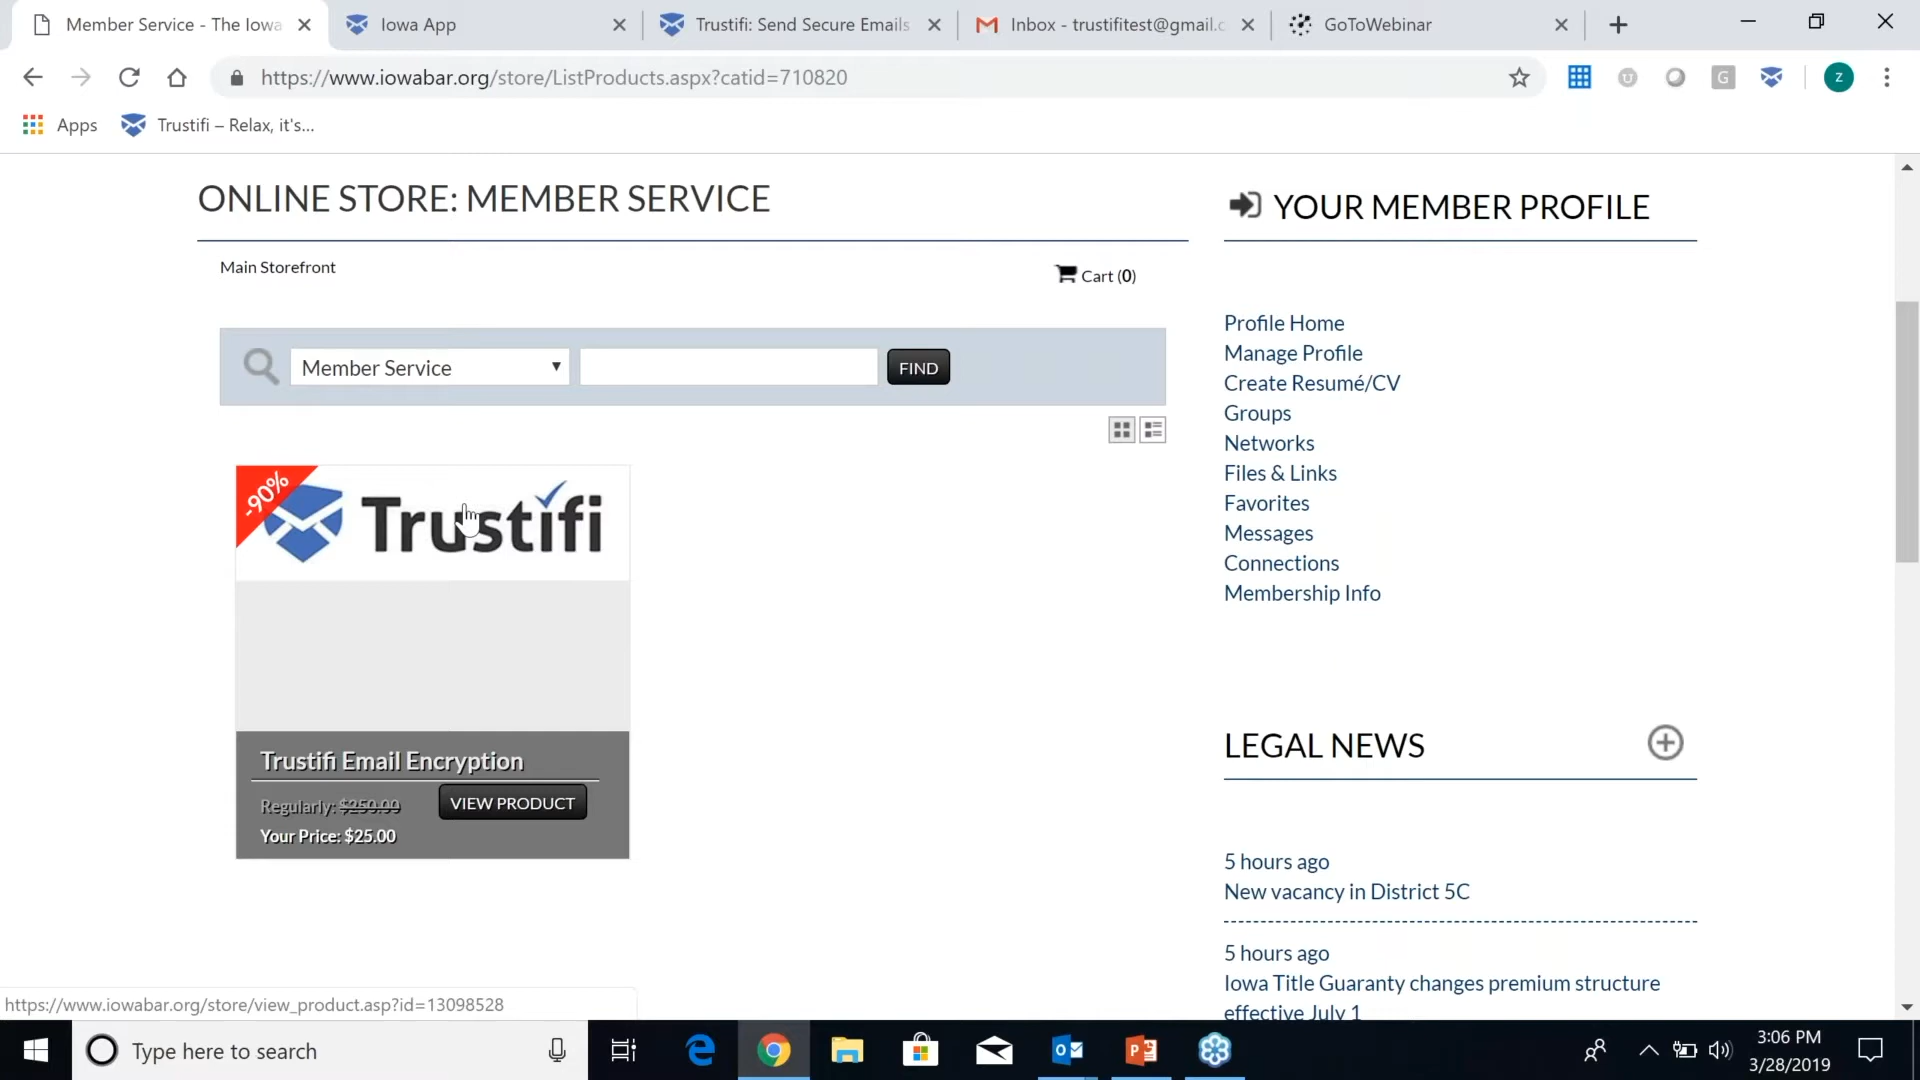 Member Service - The Iowa
Iowa App
Trustifi: Send Secure Emails
Inbox - trustifitest@gmail.c
GoToWebinar
https://www.iowabar.org/store/ListProducts.aspx?catid=710820
G
z
Apps
Trustifi – Relax, it's...
ONLINE STORE: MEMBER SERVICE
Main Storefront
Cart (0)
Member Service
FIND
-90%
Trustifi
Trustifi Email Encryption
Regularly: $250.00
VIEW PRODUCT
Your Price: $25.00
YOUR MEMBER PROFILE
Profile Home
Manage Profile
Create Resumé/CV
Groups
Networks
Files & Links
Favorites
Messages
Connections
Membership Info
LEGAL NEWS
5 hours ago
New vacancy in District 5C
5 hours ago
Iowa Title Guaranty changes premium structure
effective July 1
https://www.iowabar.org/store/view_product.asp?id=13098528
Type here to search
3:06 PM
3/28/2019